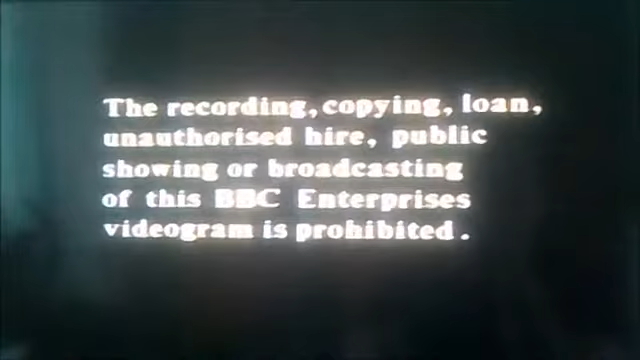 The recording, copying, loan,
unauthorised hire, public
showing or broadcasting
of this BBC Enterprises
videogram is prohibited.